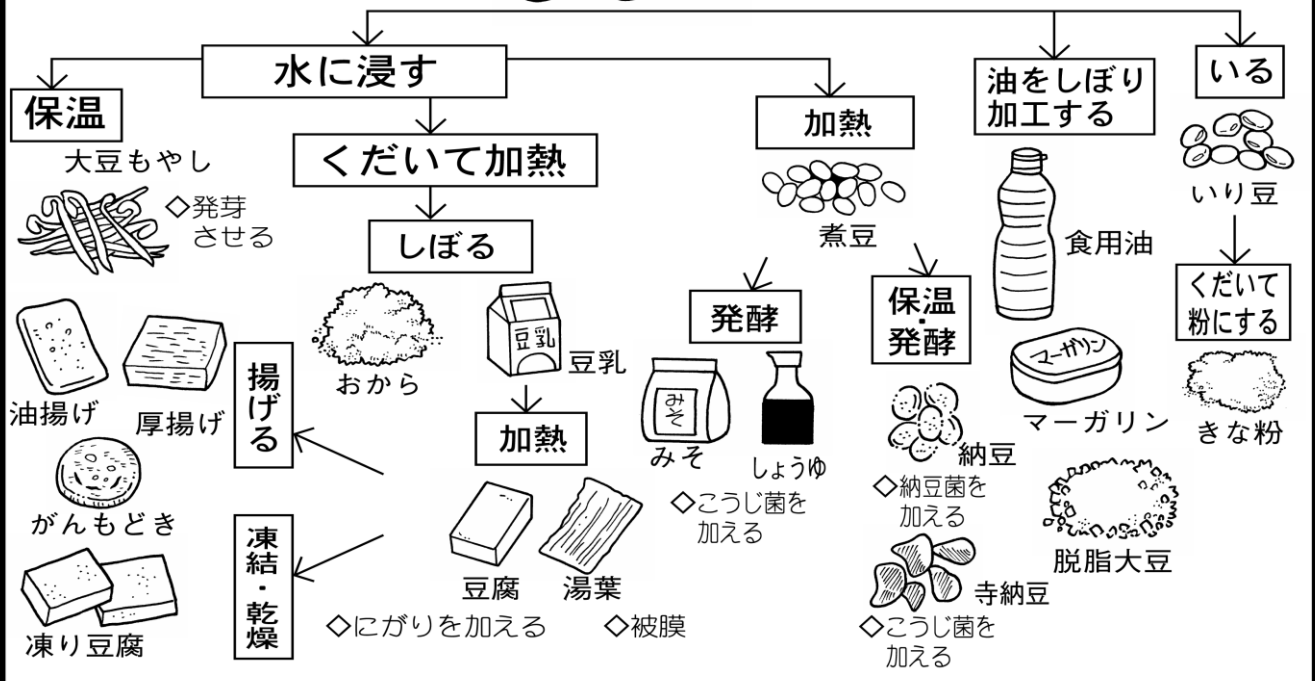 水に浸す
保温
大豆もやし
◇発芽
させる
くだいて加熱
しぼる
おから
豆乳
豆乳
加熱
豆腐
◇にがりを加える
湯葉
◇被膜
揚げる
油揚げ
厚揚げ
がんもどき
凍結・乾燥
凍り豆腐
加熱
煮豆
発酵
みそ
みそ
しょうゆ
◇こうじ菌を
加える
保温・
発酵
納豆
◇納豆菌を
加える
寺納豆
◇こうじ菌を
加える
油をしぼり
加工する
食用油
マーガリン
マーガリン
脱脂大豆
いる
いり豆
くだいて
粉にする
きな粉